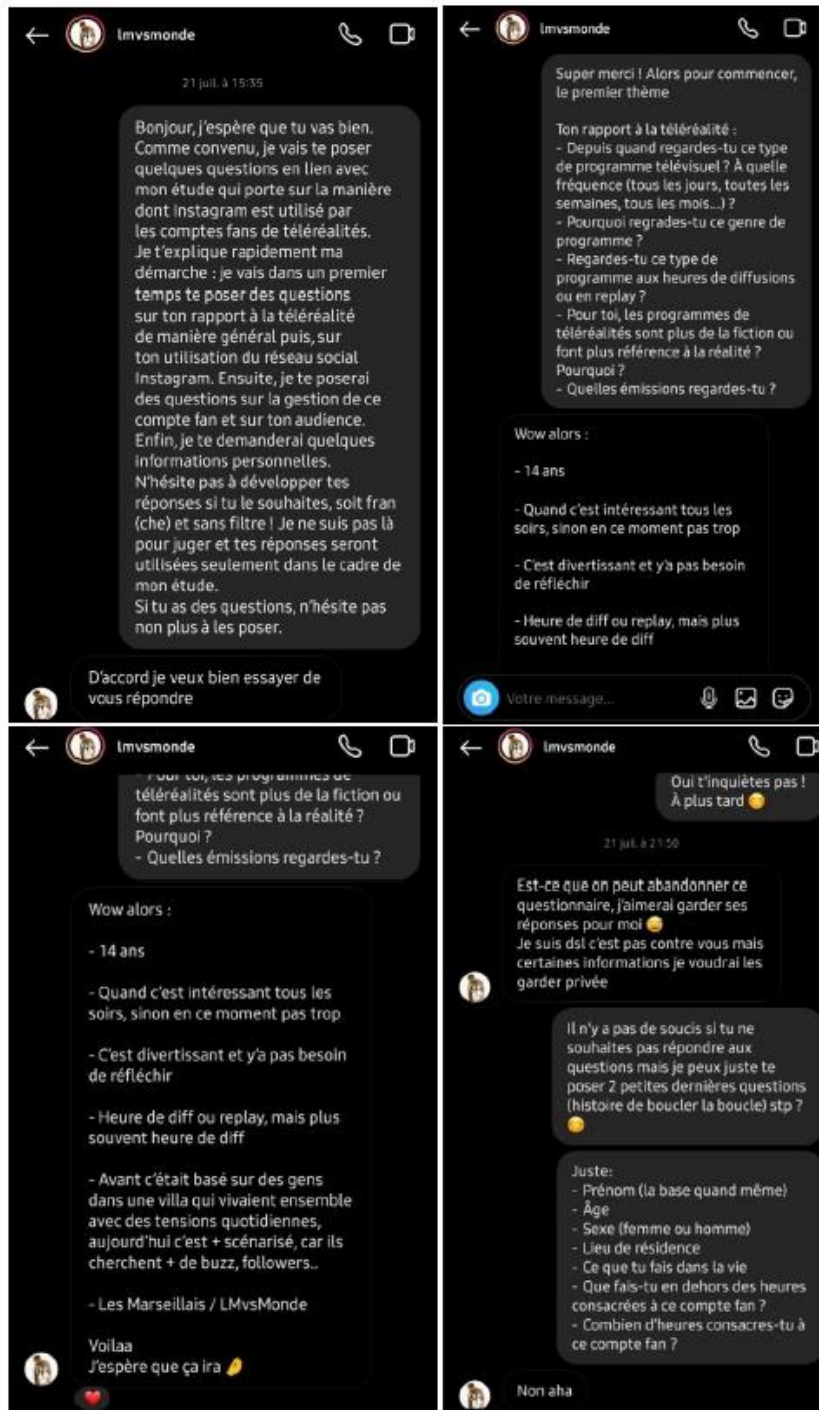 lmvsmonde
21 juil. à 15:35
Bonjour, j'espère que tu vas bien.
Comme convenu, je vais te poser
quelques questions en lien avec
mon étude qui porte sur la manière
dont Instagram est utilisé par
les comptes fans de téléréalités.
Je t'explique rapidement ma
démarche : je vais dans un premier
temps te poser des questions
sur ton rapport à la téléréalité
de manière général puis, sur
ton utilisation du réseau social
Instagram. Ensuite, je te poserai
des questions sur la gestion de ce
compte fan et sur ton audience.
Enfin, je te demanderai quelques
informations personnelles.
N'hésite pas à développer tes
réponses si tu le souhaites, soit fran
(che) et sans filtre ! Je ne suis pas là
pour juger et tes réponses seront
utilisées seulement dans le cadre de
mon étude.
Si tu as des questions, n'hésite pas
non plus à les poser.
D'accord je veux bien essayer de
vous répondre
lmvsmonde
Super merci ! Alors pour commencer,
le premier thème
Ton rapport à la téléréalité :
- Depuis quand regardes-tu ce type
de programme télévisuel ? À quelle
fréquence (tous les jours, toutes les
semaines, tous les mois...) ?
- Pourquoi regrades-tu ce genre de
programme ?
- Regardes-tu ce type de
programme aux heures de diffusions
ou en replay ?
- Pour toi, les programmes de
téléréalités sont plus de la fiction ou
font plus référence à la réalité ?
Pourquoi ?
- Quelles émissions regardes-tu ?
Wow alors :
- 14 ans
- Quand c'est intéressant tous les
soirs, sinon en ce moment pas trop
- C'est divertissant et y'a pas besoin
de réfléchir
- Heure de diff ou replay, mais plus
souvent heure de diff
Votre message...
lmvsmonde
- Pour toi, les programmes de
téléréalités sont plus de la fiction ou
font plus référence à la réalité ?
Pourquoi ?
- Quelles émissions regardes-tu ?
Wow alors :
- 14 ans
- Quand c'est intéressant tous les
soirs, sinon en ce moment pas trop
- C'est divertissant et y'a pas besoin
de réfléchir
- Heure de diff ou replay, mais plus
souvent heure de diff
- Avant c'était basé sur des gens
dans une villa qui vivaient ensemble
avec des tensions quotidiennes,
aujourd'hui c'est + scénarisé, car ils
cherchent + de buzz, followers..
- Les Marseillais / LMvsMonde
Voilaa
J'espère que ça ira 🤌
lmvsmonde
Oui t'inquiètes pas !
À plus tard 😊
21 juil. à 21:50
Est-ce que on peut abandonner ce
questionnaire, j'aimerai garder ses
réponses pour moi 😅
Je suis dsl c'est pas contre vous mais
certaines informations je voudrai les
garder privée
Il n'y a pas de soucis si tu ne
souhaites pas répondre aux
questions mais je peux juste te
poser 2 petites dernières questions
(histoire de boucler la boucle) stp ?
😊
Juste:
- Prénom (la base quand même)
- Âge
- Sexe (femme ou homme)
- Lieu de résidence
- Ce que tu fais dans la vie
- Que fais-tu en dehors des heures
consacrées à ce compte fan ?
- Combien d'heures consacres-tu à
ce compte fan ?
Non aha